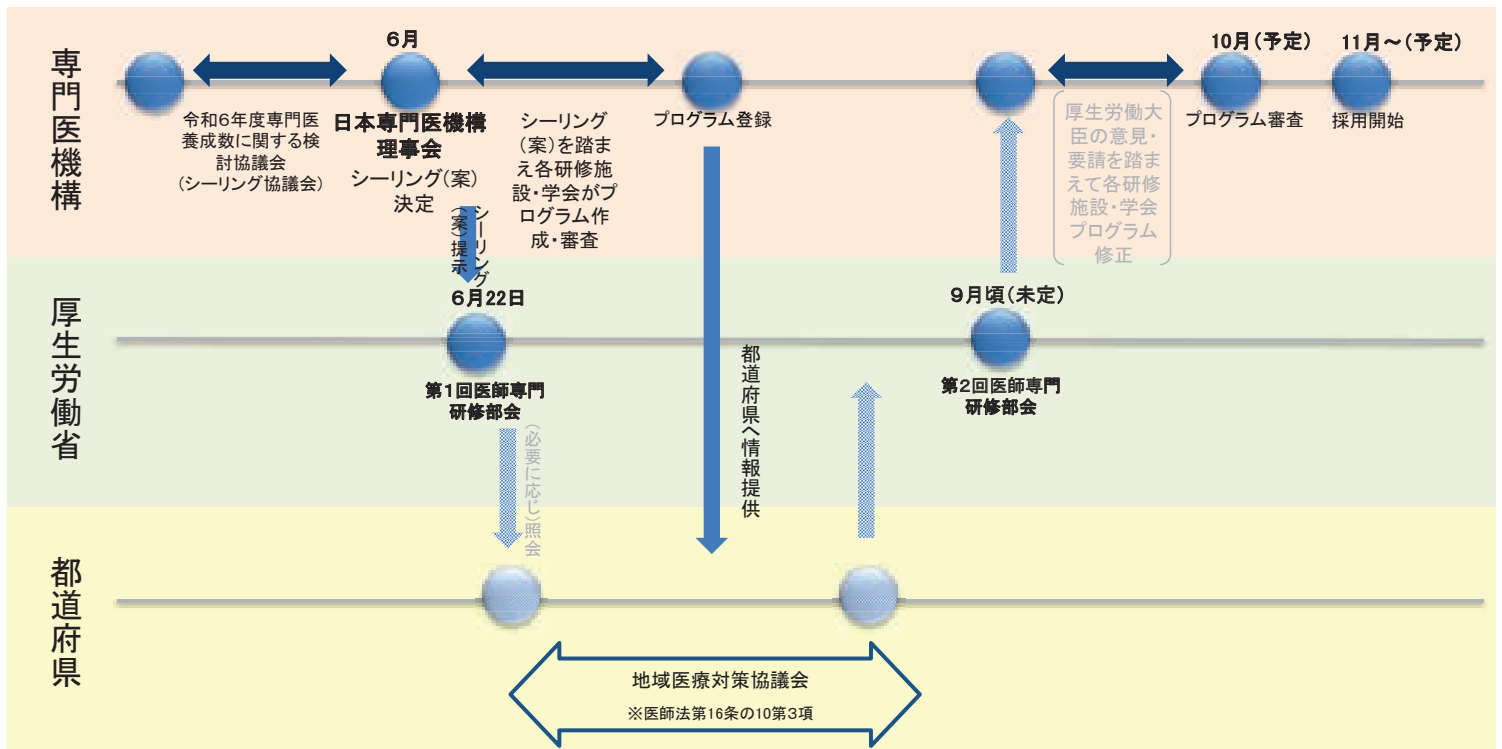 専門医機構
6月
10月(予定)
11月～(予定)
令和6年度専門医
養成数に関する検
討協議会
(シーリング協議会)
日本専門医機構
理事会
シーリング(案)
決定
シーリング
(案)を踏ま
え各研修施
設・学会がプ
ログラム作
成・審査
プログラム登録
厚生労働大
臣の意見・
要請を踏ま
えて各研修
施設・学会
プログラム
修正
プログラム審査
採用開始
シーリング
(案)提示
厚生労働省
6月22日
第1回医師専門
研修部会
9月頃(未定)
第2回医師専門
研修部会
(必要に応じ)照会
都道府県へ情報提供
都道府県
地域医療対策協議会
※医師法第16条の10第3項